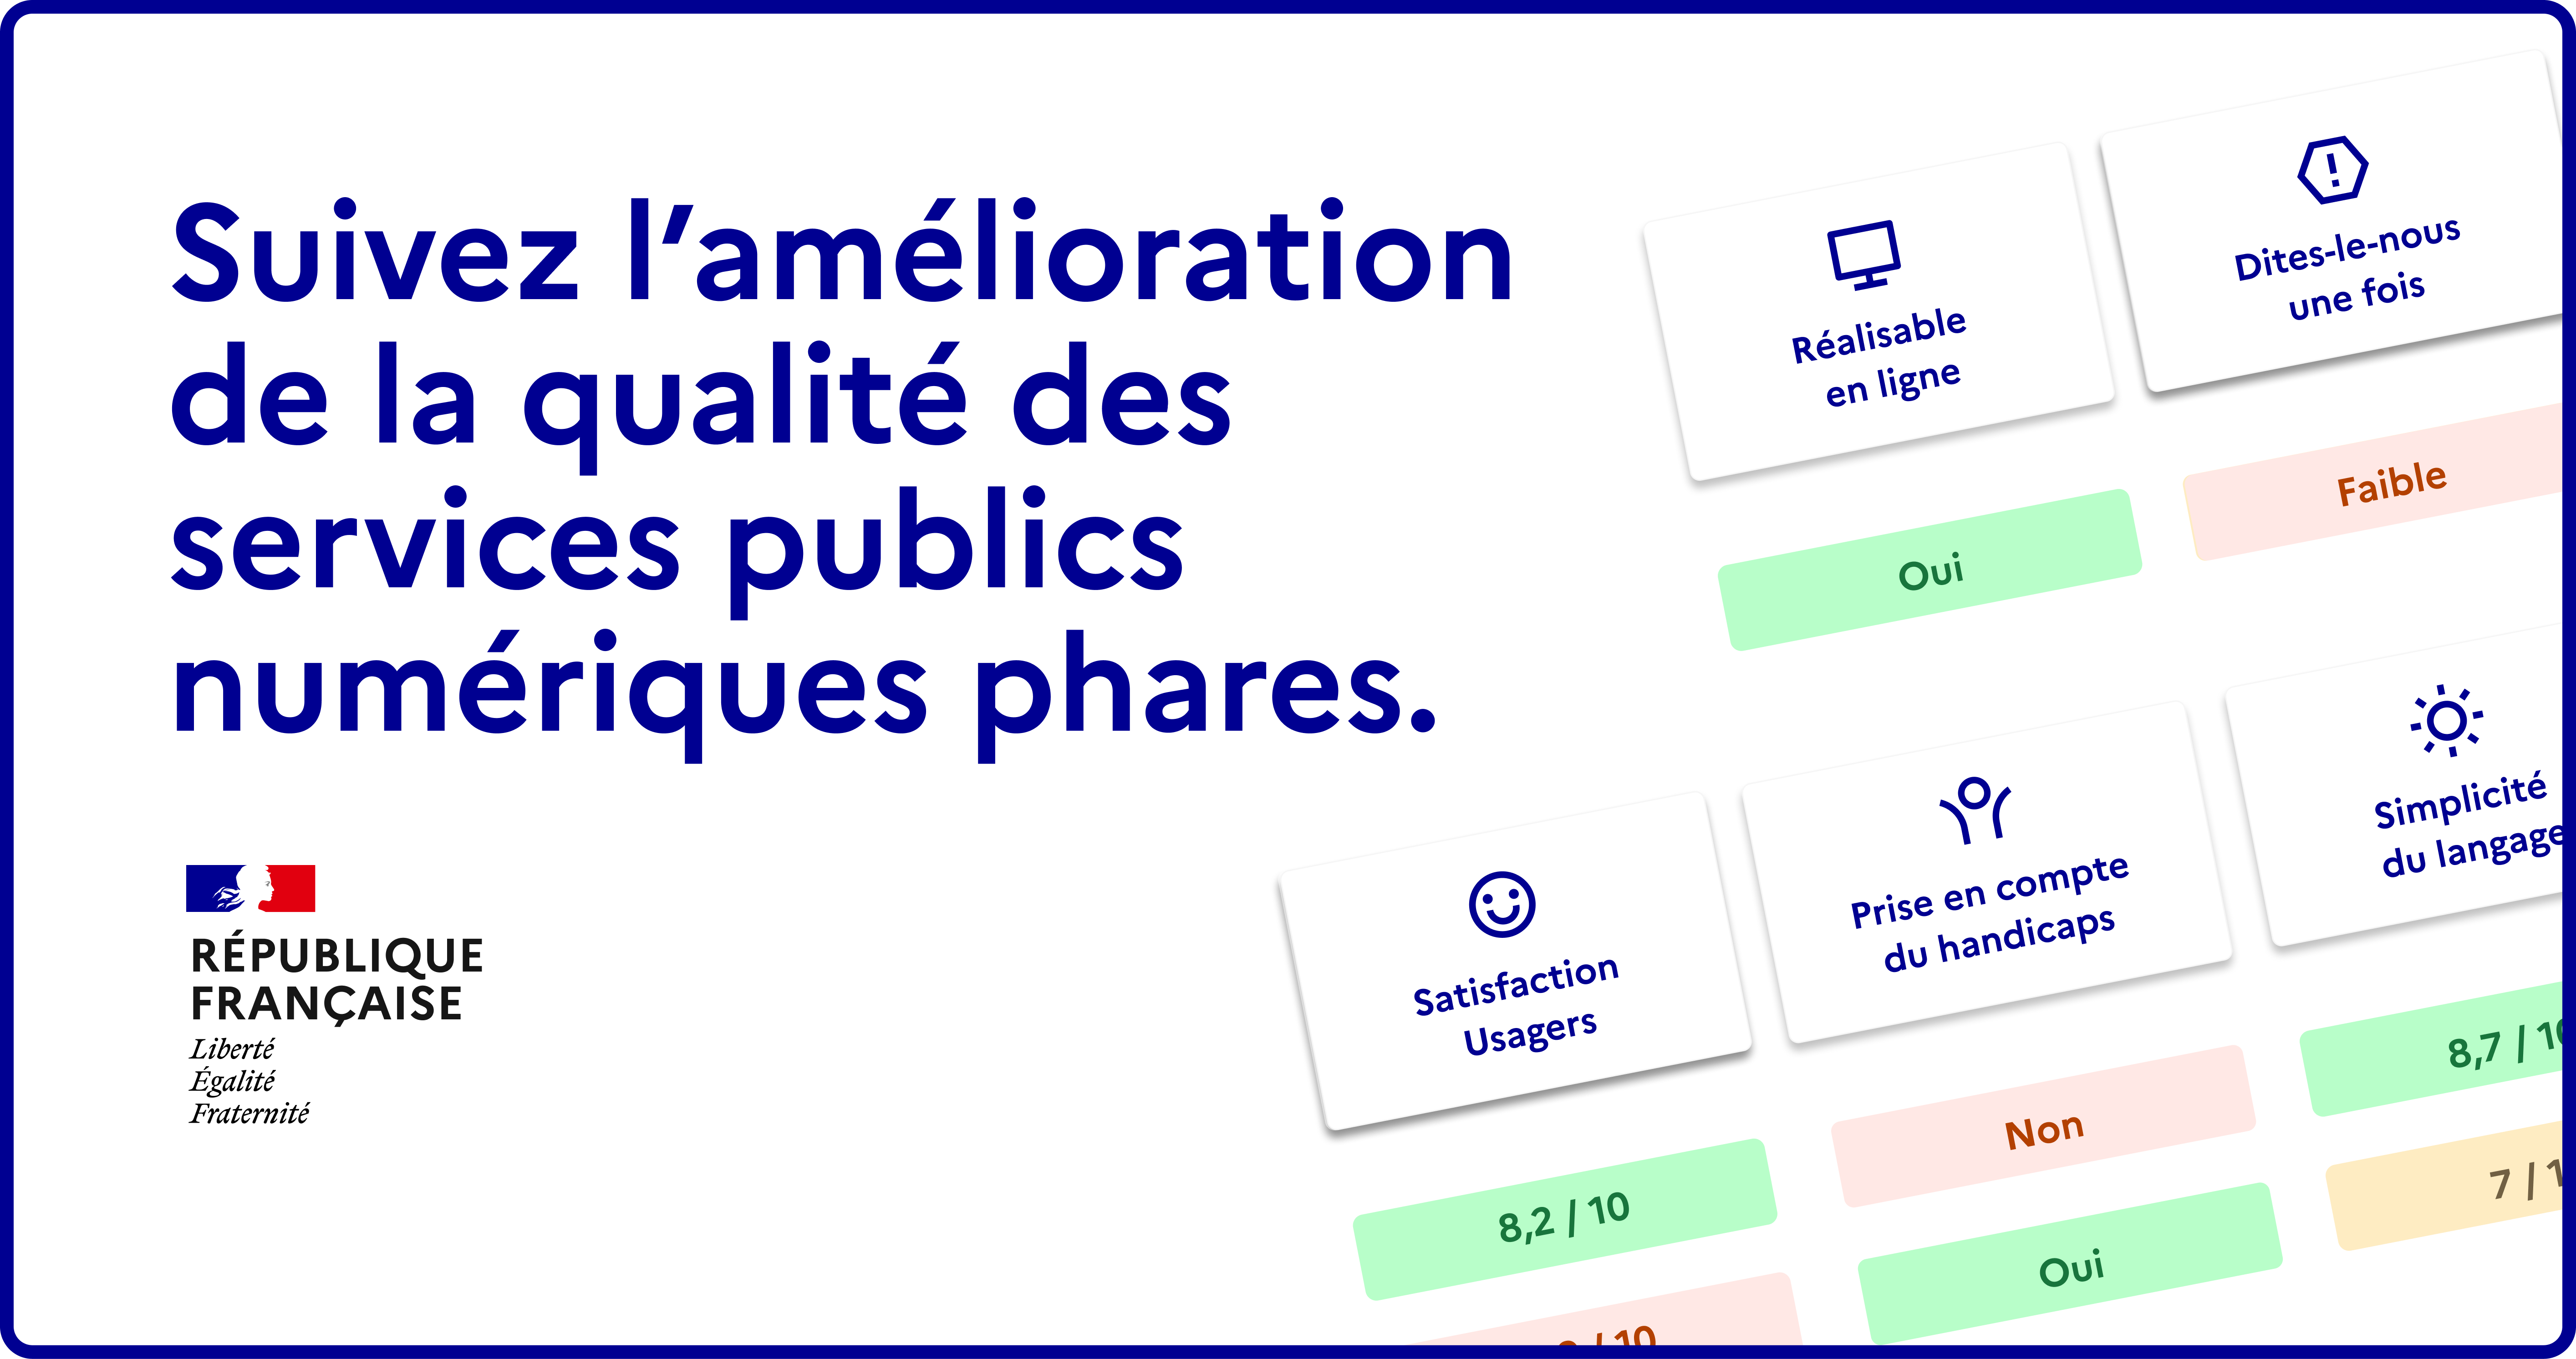 Suivez l’amélioration
de la qualité des
services publics
numériques phares.
RÉPUBLIQUE
FRANÇAISE
Liberté
Égalité
Fraternité
Réalisable
en ligne
Dites-le-nous
une fois
Oui
Faible
Satisfaction
Usagers
Prise en compte
du handicaps
Simplicité
du langage
8,2 / 10
Non
8,7 / 10
Oui
7 / 1
/ 10